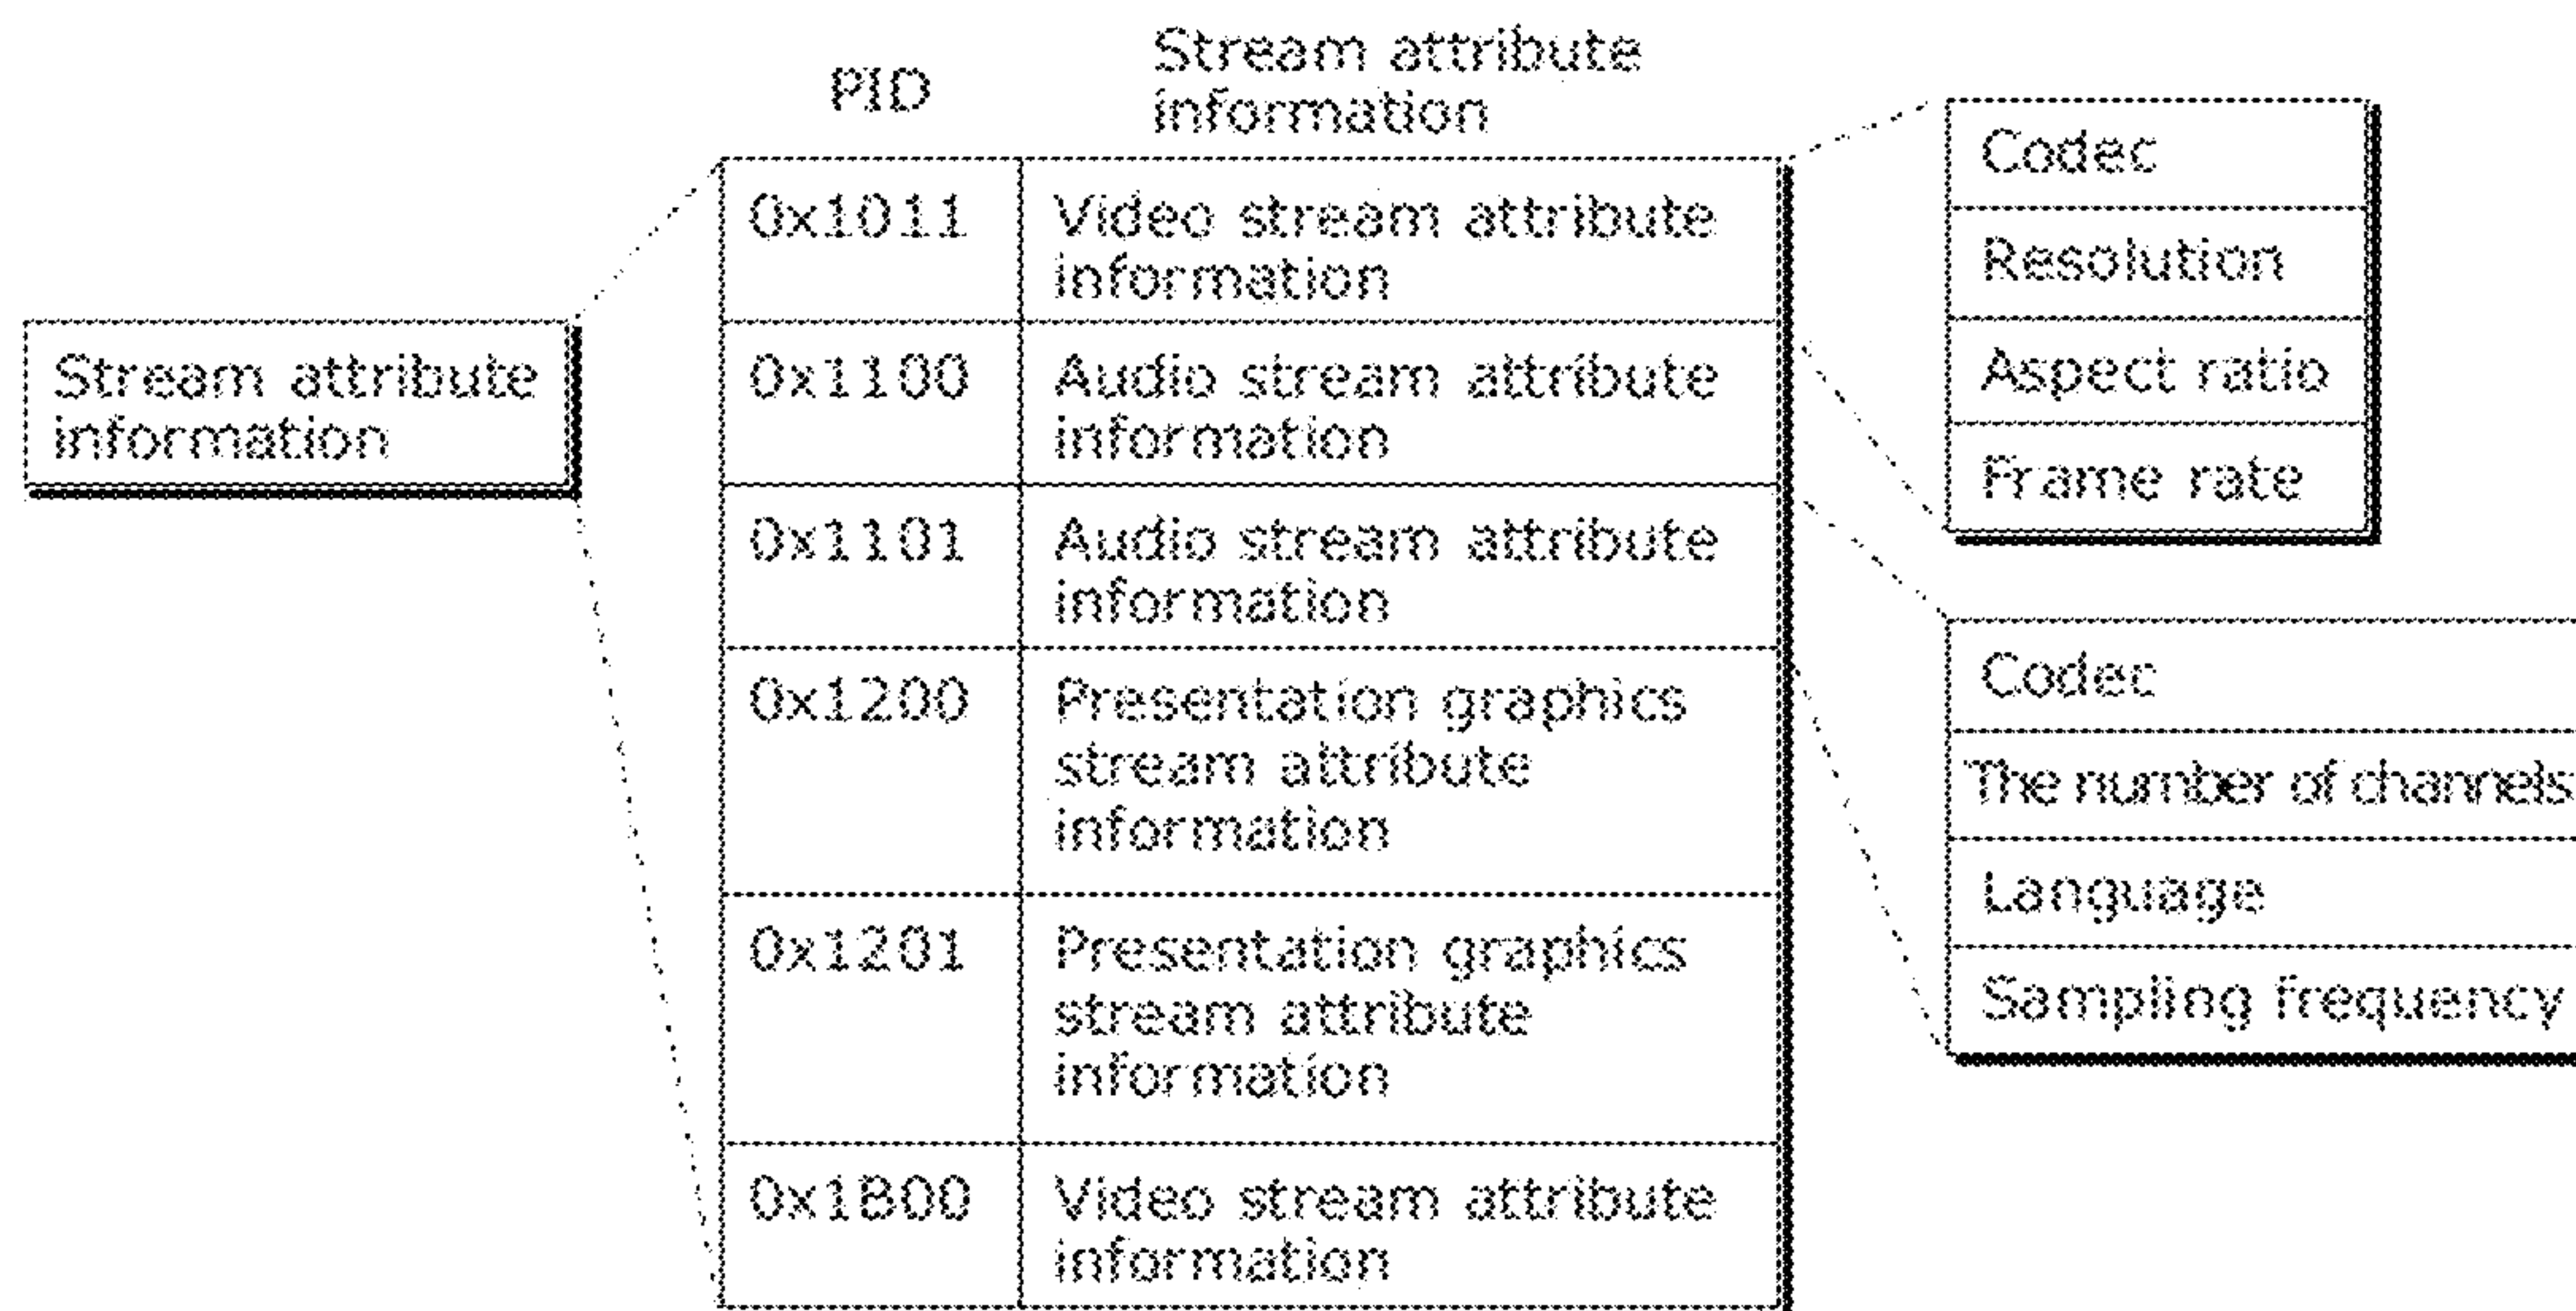 Stream attribute
information
PID
Stream attribute
information
0x1011
Video stream attribute
information
0x1100
Audio stream attribute
information
0x1101
Audio stream attribute
information
0x1200
Presentation graphics
stream attribute
information
0x1201
Presentation graphics
stream attribute
information
0x1B00
Video stream attribute
information
Codec
Resolution
Aspect ratio
Frame rate
Codec
The number of channels
Language
Sampling frequency